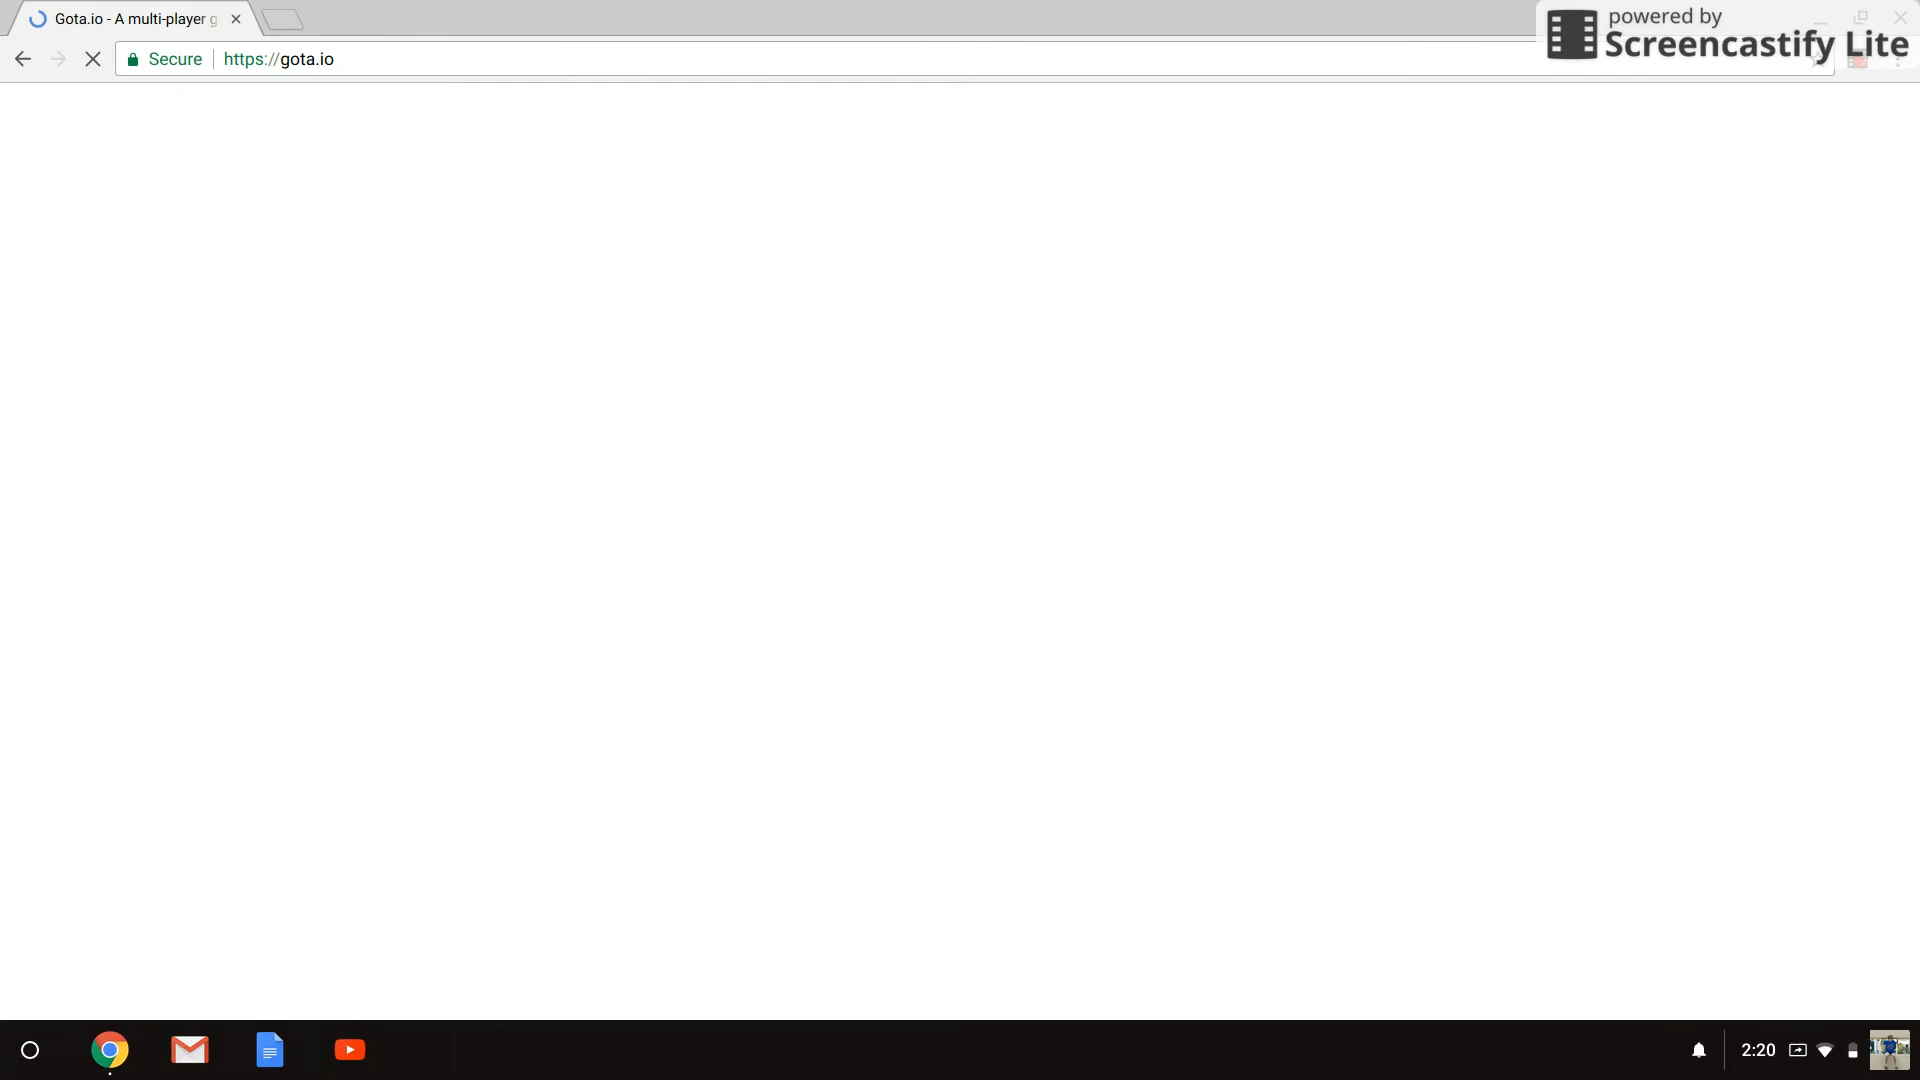 Gota.io - A multi-player g
powered by
Screencastify Lite
Secure
https://gota.io
2:20